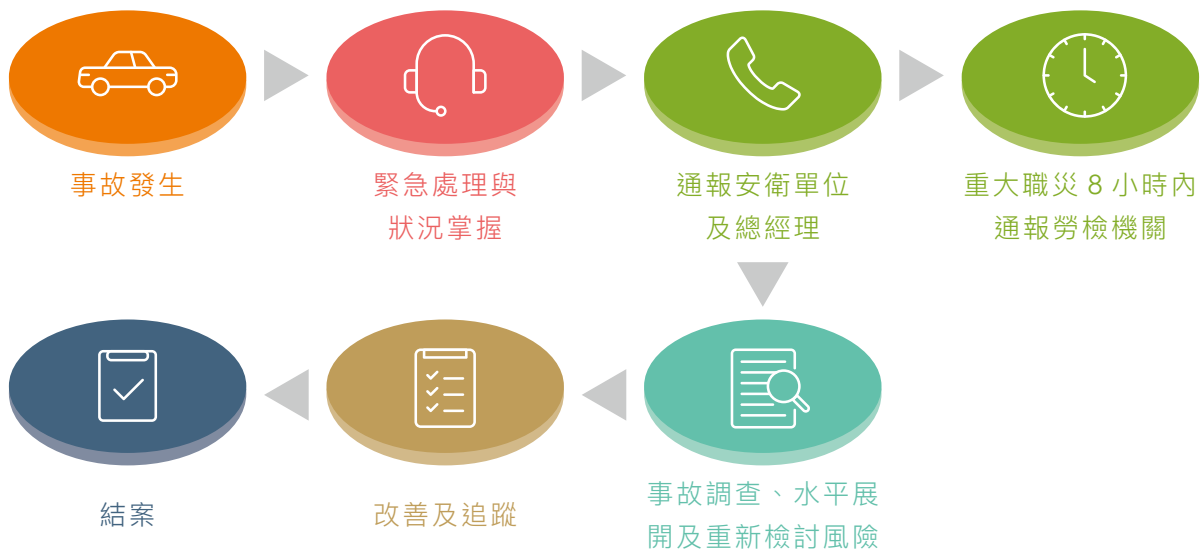 事故發生
緊急處理與
狀況掌握
通報安衛單位
及總經理
重大職災 8 小時內
通報勞檢機關
事故調查、水平展
開及重新檢討風險
改善及追蹤
結案